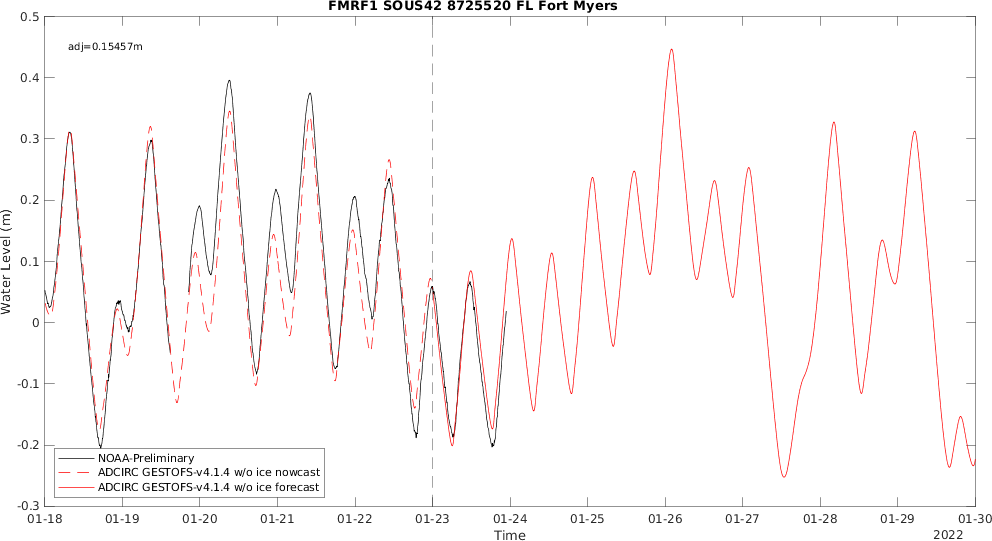 FMRF1 SOUS42 8725520 FL Fort Myers
adj=0.15457m
Water Level (m)
0.5
0.4
0.3
0.2
0.1
0
-0.1
-0.2
-0.3
NOAA-Preliminary
ADCIRC GESTOFS-v4.1.4 w/o ice nowcast
ADCIRC GESTOFS-v4.1.4 w/o ice forecast
01-18 01-19 01-20 01-21 01-22 01-23 01-24 01-25 01-26 01-27 01-28 01-29 01-30
Time
2022